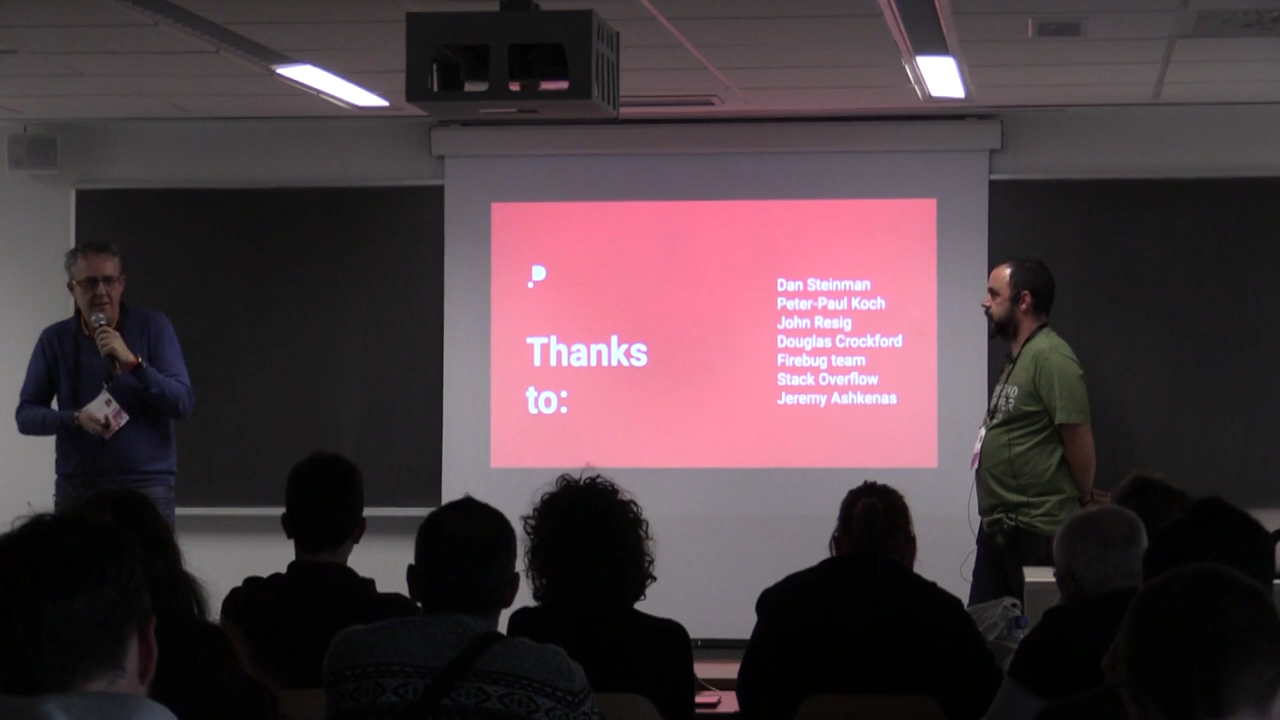 Thanks
to:
Dan Steinman
Peter-Paul Koch
John Resig
Douglas Crockford
Firebug team
Stack Overflow
Jeremy Ashkenas